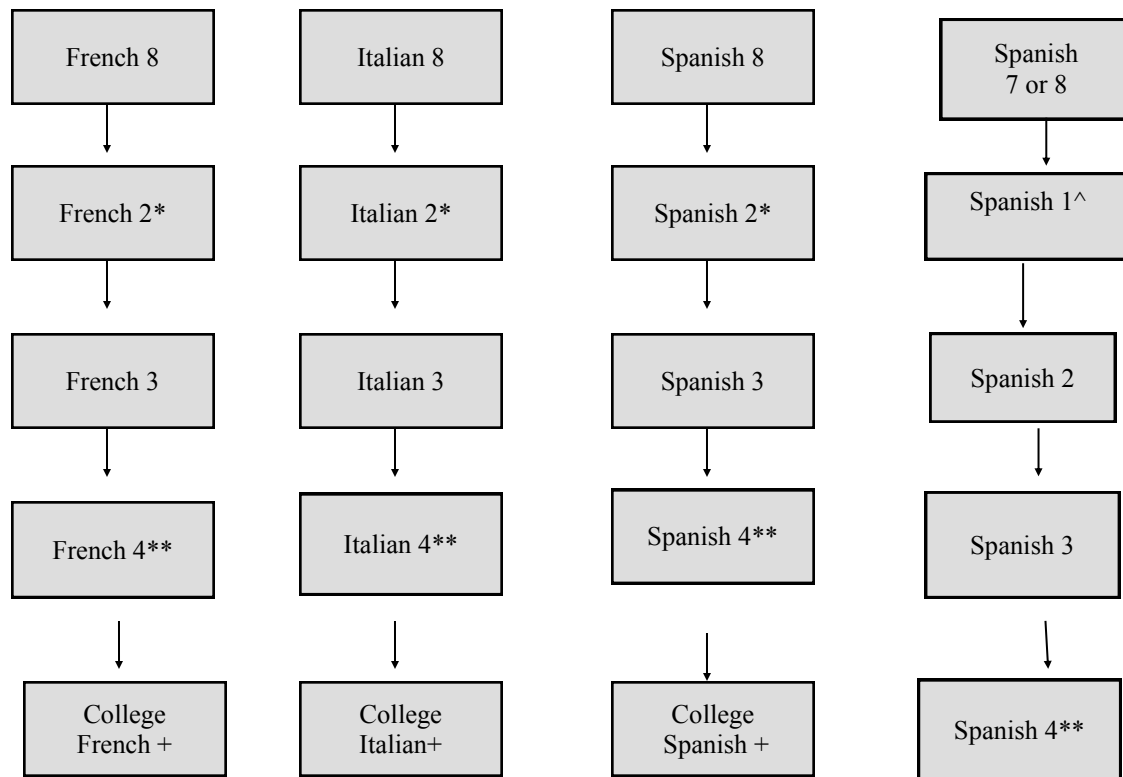 French 8
Italian 8
Spanish 8
Spanish
7 or 8
French 2*
Italian 2*
Spanish 2*
Spanish 1^
French 3
Italian 3
Spanish 3
Spanish 2
French 4**
Italian 4**
Spanish 4**
Spanish 3
College
French +
College
Italian+
College
Spanish +
Spanish 4**